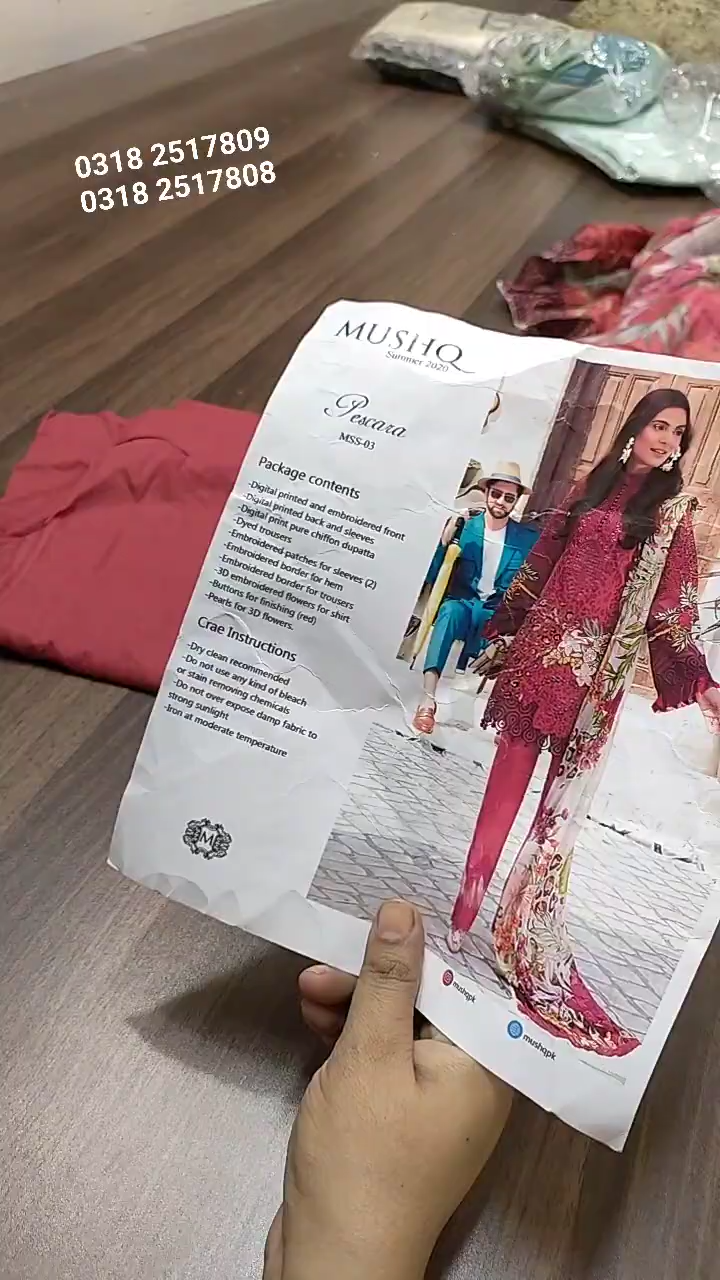 0318 2517809
0318 2517808
MUSHQ
Summer 2020
Pescara
MSS-03
Package contents
-Digital printed and embroidered front
-Digital printed back and sleeves
-Digital print pure chiffon dupatta
-Dyed trousers
-Embroidered patches for sleeves (2)
-Embroidered border for hem
-Embroidered border for trousers
-3D embroidered flowers for shirt
-Buttons for finishing (red)
-Pearls for 3D flowers.
Crae Instructions
-Dry clean recommended
-Do not use any kind of bleach
or stain removing chemicals
-Do not over expose damp fabric to
strong sunlight
-Iron at moderate temperature
M
mushqpk
mushqpk